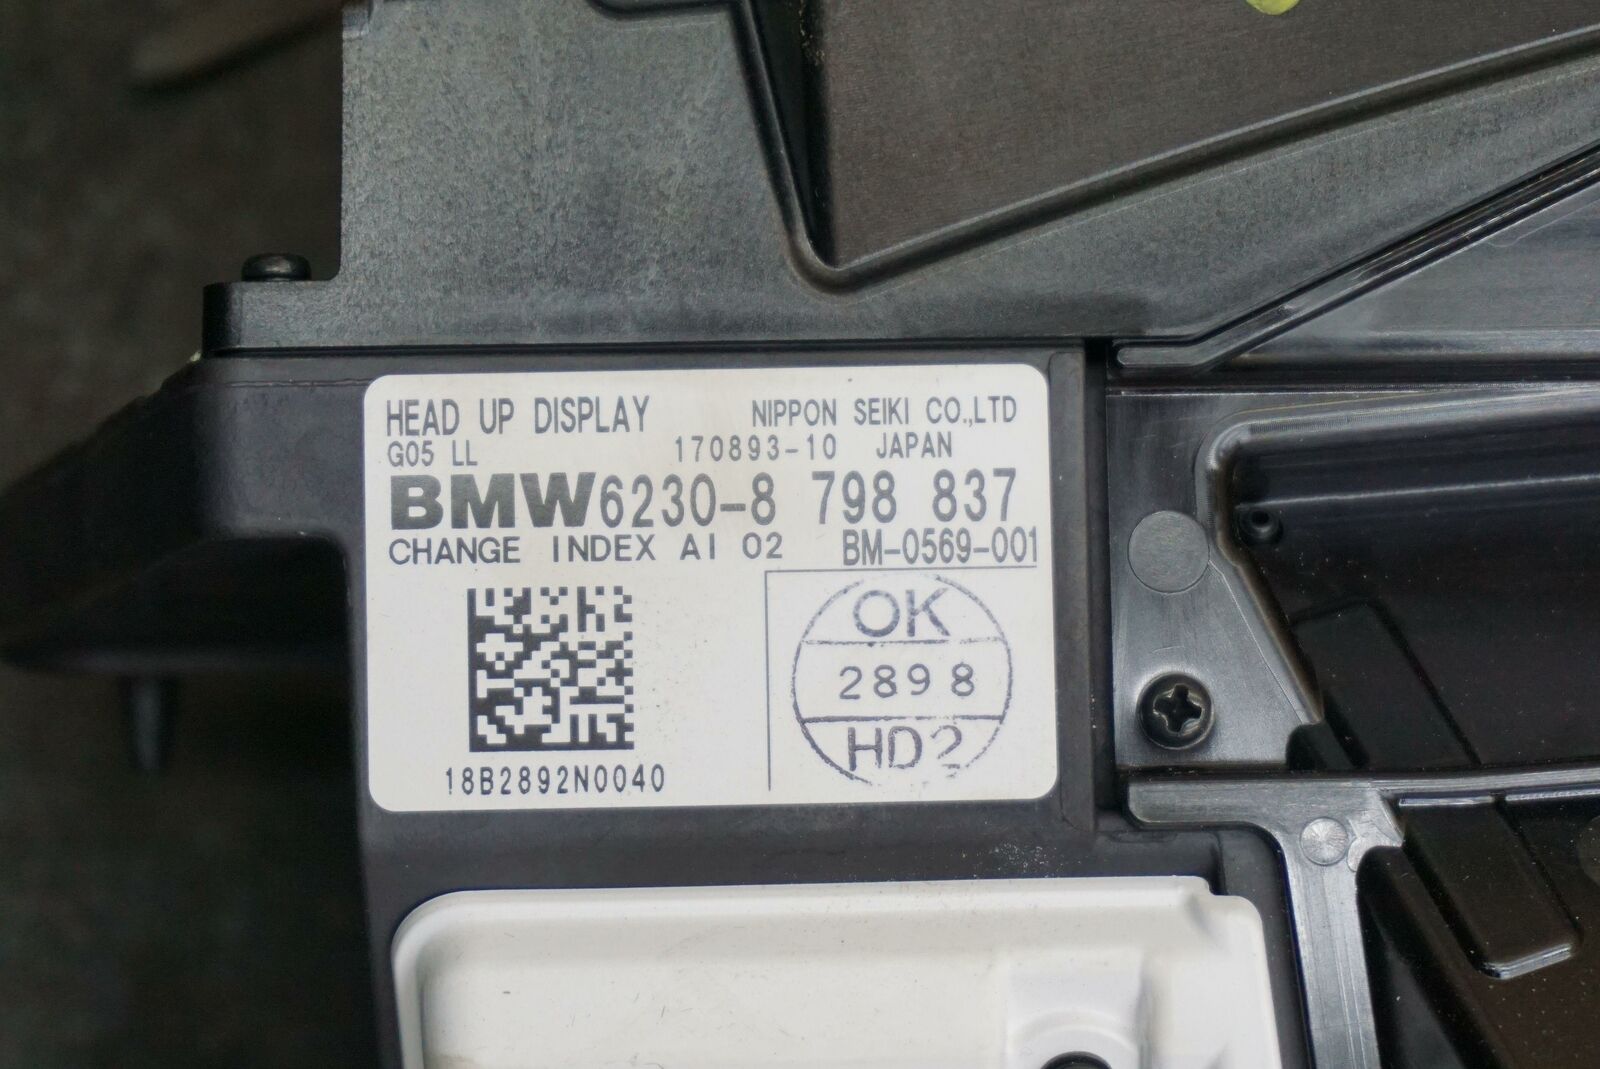 HEAD UP DISPLAY NIPPON SEIKI CO.,LTD
G05 LL 170893-10 JAPAN
BMW6230-8 798 837
CHANGE INDEX AI 02 BM-0569-001
OK
2898
HD2
18B2892N0040